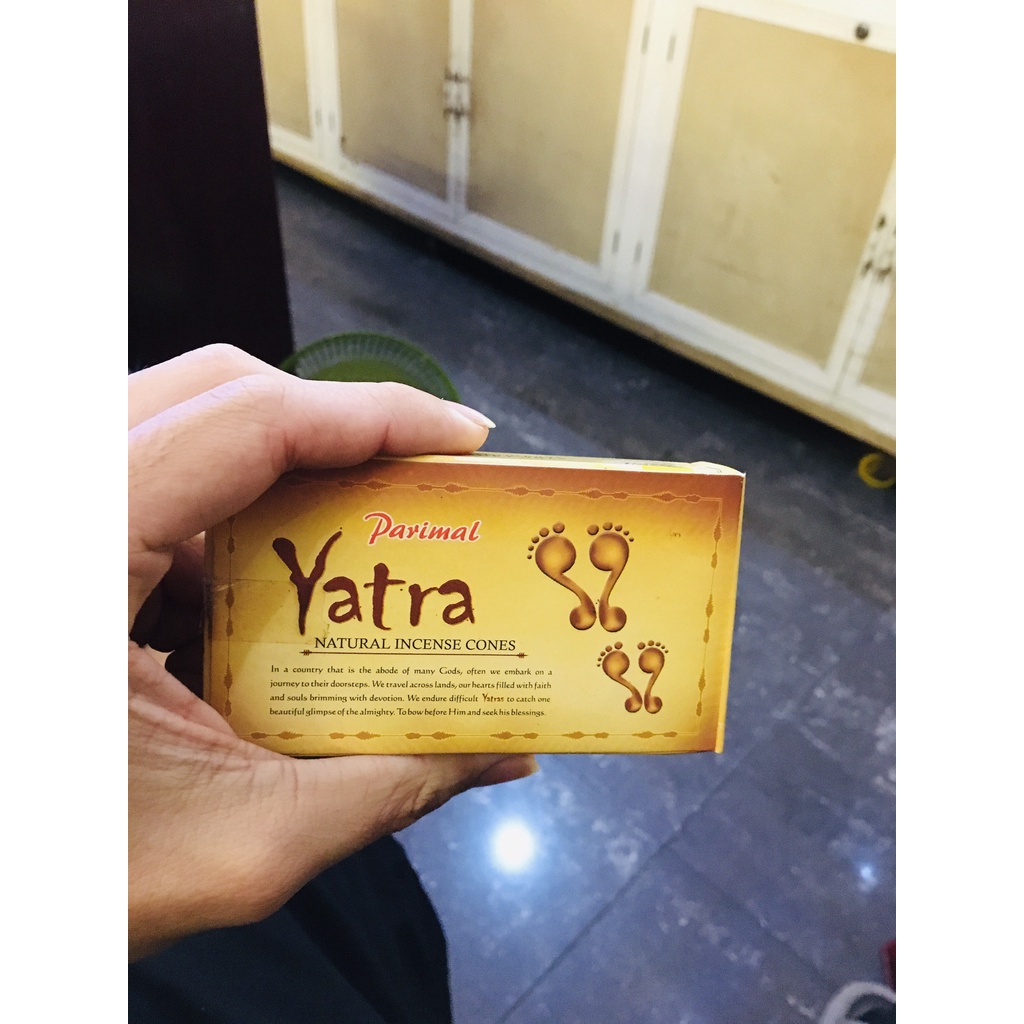 Parimal
Yatra
NATURAL INCENSE CONES
In a country that is the abode of many Gods, often we embark on a
journey to their doorsteps. We travel across lands, our hearts filled with faith
and souls brimming with devotion. We endure difficult Yatras to catch one
beautiful glimpse of the almighty. To bow before Him and seek his blessings.